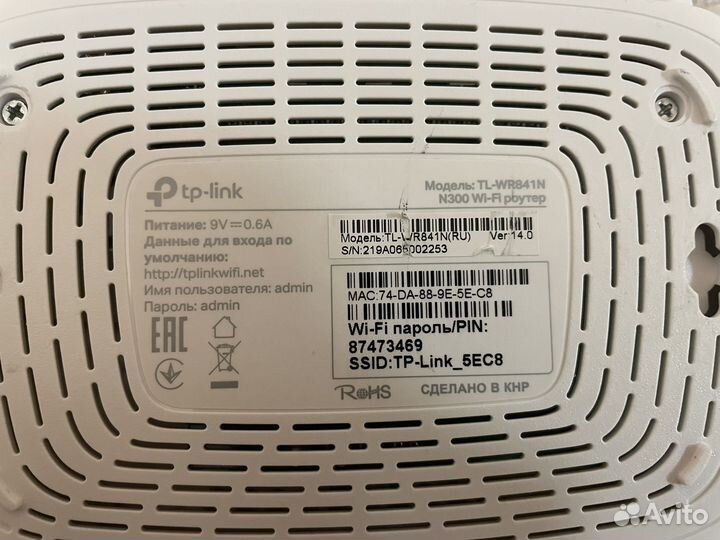 tp-link
Модель: TL-WR841N
N300 Wi-Fi роутер
Питание: 9V⎓0.6A
Данные для входа по
умолчанию:
http://tplinkwifi.net
Имя пользователя: admin
Пароль: admin
Модель:TL-WR841N(RU) Ver:14.0
S/N:219A065002253
MAC:74-DA-88-9E-5E-C8
Wi-Fi пароль/PIN:
87473469
SSID:TP-Link_5EC8
EAC
RoHS
СДЕЛАНО В КНР
Avito